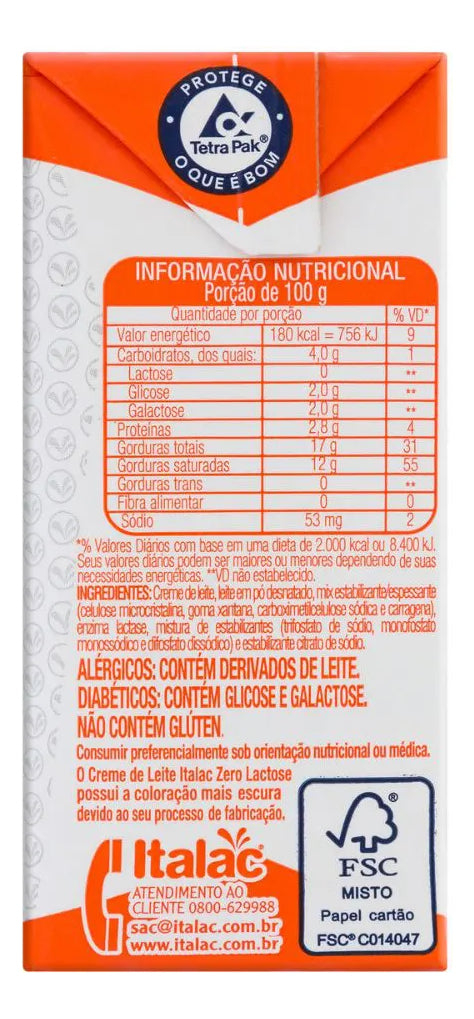 PROTEGE
Tetra Pak®
O QUE É BOM
INFORMAÇÃO NUTRICIONAL
Porção de 100 g
Quantidade por porção % VD*
Valor energético 180 kcal = 756 kJ 9
Carboidratos, dos quais: 4,0 g 1
Lactose 0 **
Glicose 2,0 g **
Galactose 2,0 g **
Proteínas 2,8 g 4
Gorduras totais 17 g 31
Gorduras saturadas 12 g 55
Gorduras trans 0 **
Fibra alimentar 0 0
Sódio 53 mg 2
*% Valores Diários com base em uma dieta de 2.000 kcal ou 8.400 kJ.
Seus valores diários podem ser maiores ou menores dependendo de suas
necessidades energéticas. **VD não estabelecido.
INGREDIENTES: Creme de leite, leite em pó desnatado, mix estabilizante/espessante
(celulose microcristalina, goma xantana, carboximetilcelulose sódica e carragena),
enzima lactase, mistura de estabilizantes (trifosfato de sódio, monofosfato
monossódico e difosfato dissódico) e estabilizante citrato de sódio.
ALÉRGICOS: CONTÉM DERIVADOS DE LEITE.
DIABÉTICOS: CONTÉM GLICOSE E GALACTOSE.
NÃO CONTÉM GLÚTEN.
Consumir preferencialmente sob orientação nutricional ou médica.
O Creme de Leite Italac Zero Lactose
possui a coloração mais escura
devido ao seu processo de fabricação.
Italac®
ATENDIMENTO AO
CLIENTE 0800-629988
sac@italac.com.br
www.italac.com.br
®
FSC
MISTO
Papel cartão
FSC® C014047